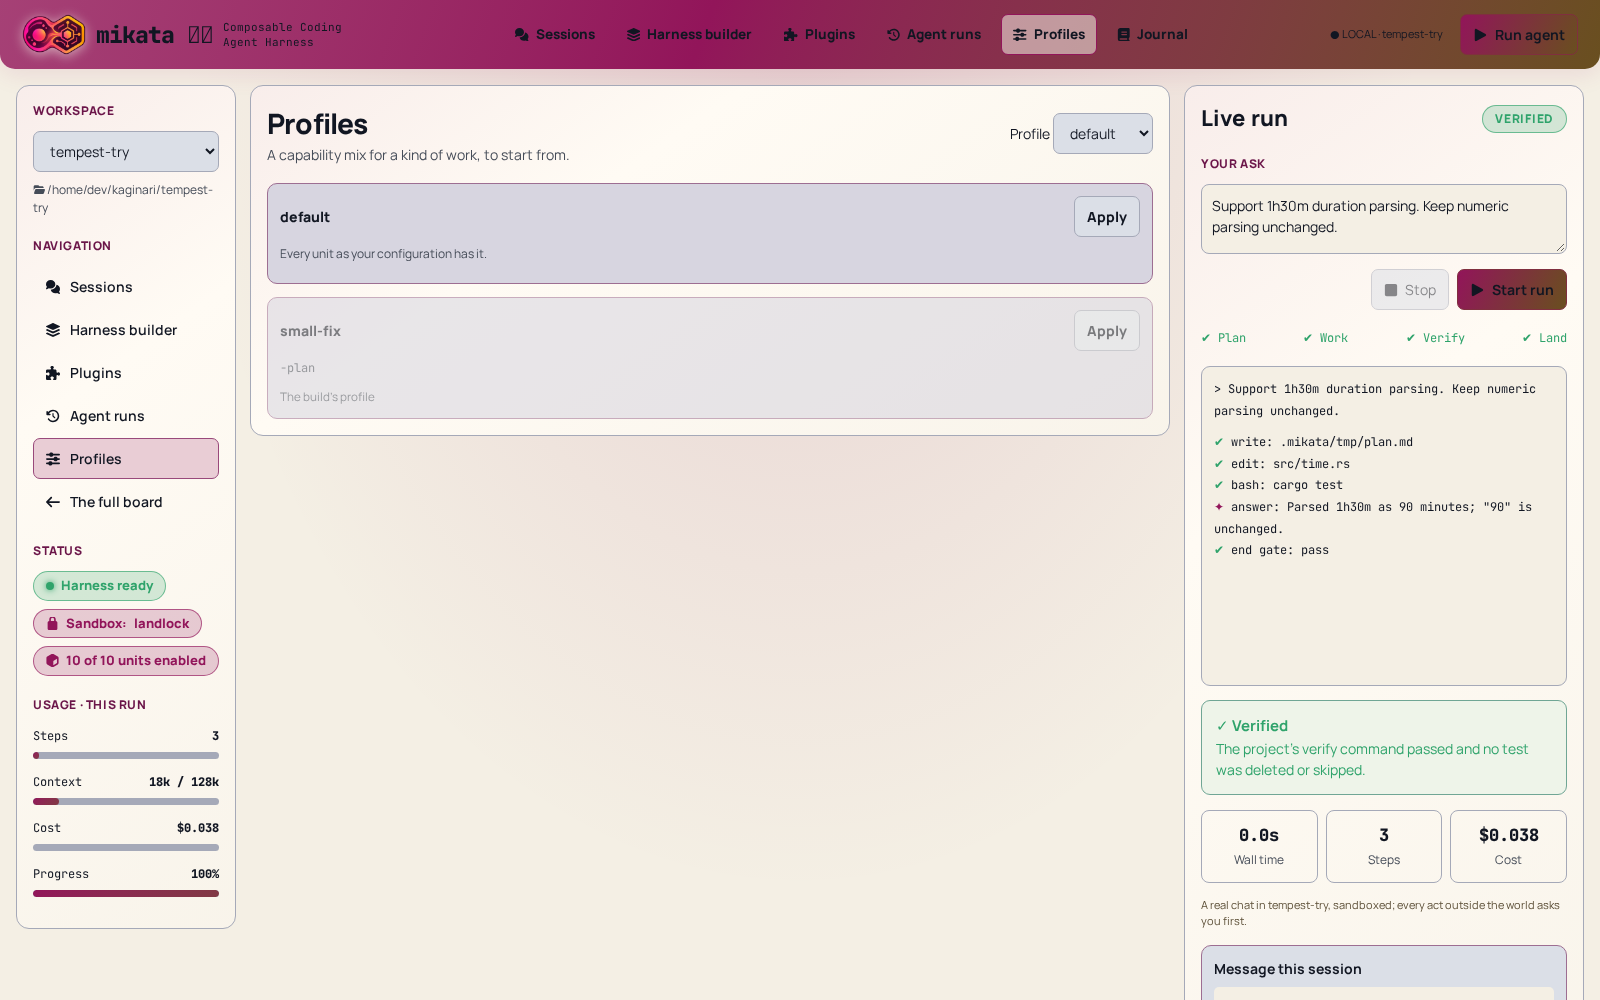 mikata
Composable Coding
Agent Harness
Sessions
Harness builder
Plugins
Agent runs
Profiles
Journal
LOCAL · tempest-try
Run agent
WORKSPACE
tempest-try
/home/dev/kaginari/tempest-
try
NAVIGATION
Sessions
Harness builder
Plugins
Agent runs
Profiles
The full board
STATUS
Harness ready
Sandbox: landlock
10 of 10 units enabled
USAGE · THIS RUN
Steps 3
Context 18k / 128k
Cost $0.038
Progress 100%
Profiles
A capability mix for a kind of work, to start from.
Profile default
default
Apply
Every unit as your configuration has it.
small-fix
Apply
-plan
The build's profile
Live run
VERIFIED
YOUR ASK
Support 1h30m duration parsing. Keep numeric
parsing unchanged.
Stop
Start run
✔ Plan ✔ Work ✔ Verify ✔ Land
> Support 1h30m duration parsing. Keep numeric
parsing unchanged.
✔ write: .mikata/tmp/plan.md
✔ edit: src/time.rs
✔ bash: cargo test
✦ answer: Parsed 1h30m as 90 minutes; "90" is
unchanged.
✔ end gate: pass
✓ Verified
The project's verify command passed and no test
was deleted or skipped.
0.0s 3 $0.038
Wall time Steps Cost
A real chat in tempest-try, sandboxed; every act outside the world asks
you first.
Message this session